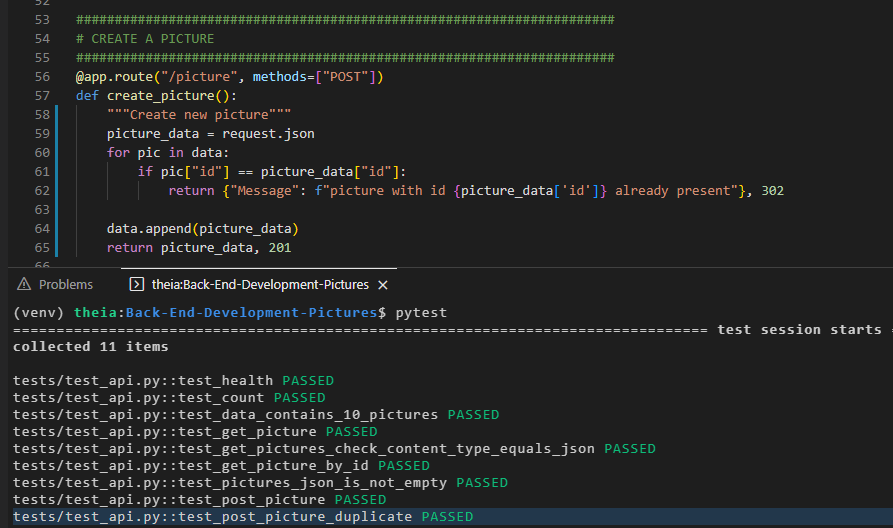 52
53 ######################################################################
54 # CREATE A PICTURE
55 ######################################################################
56 @app.route("/picture", methods=["POST"])
57 def create_picture():
58 """Create new picture"""
59 picture_data = request.json
60 for pic in data:
61 if pic["id"] == picture_data["id"]:
62 return {"Message": f"picture with id {picture_data['id']} already present"}, 302
63
64 data.append(picture_data)
65 return picture_data, 201
66
Problems theia:Back-End-Development-Pictures ×
(venv) theia:Back-End-Development-Pictures$ pytest
================================================================================ test session starts =
collected 11 items
tests/test_api.py::test_health PASSED
tests/test_api.py::test_count PASSED
tests/test_api.py::test_data_contains_10_pictures PASSED
tests/test_api.py::test_get_picture PASSED
tests/test_api.py::test_get_pictures_check_content_type_equals_json PASSED
tests/test_api.py::test_get_picture_by_id PASSED
tests/test_api.py::test_pictures_json_is_not_empty PASSED
tests/test_api.py::test_post_picture PASSED
tests/test_api.py::test_post_picture_duplicate PASSED